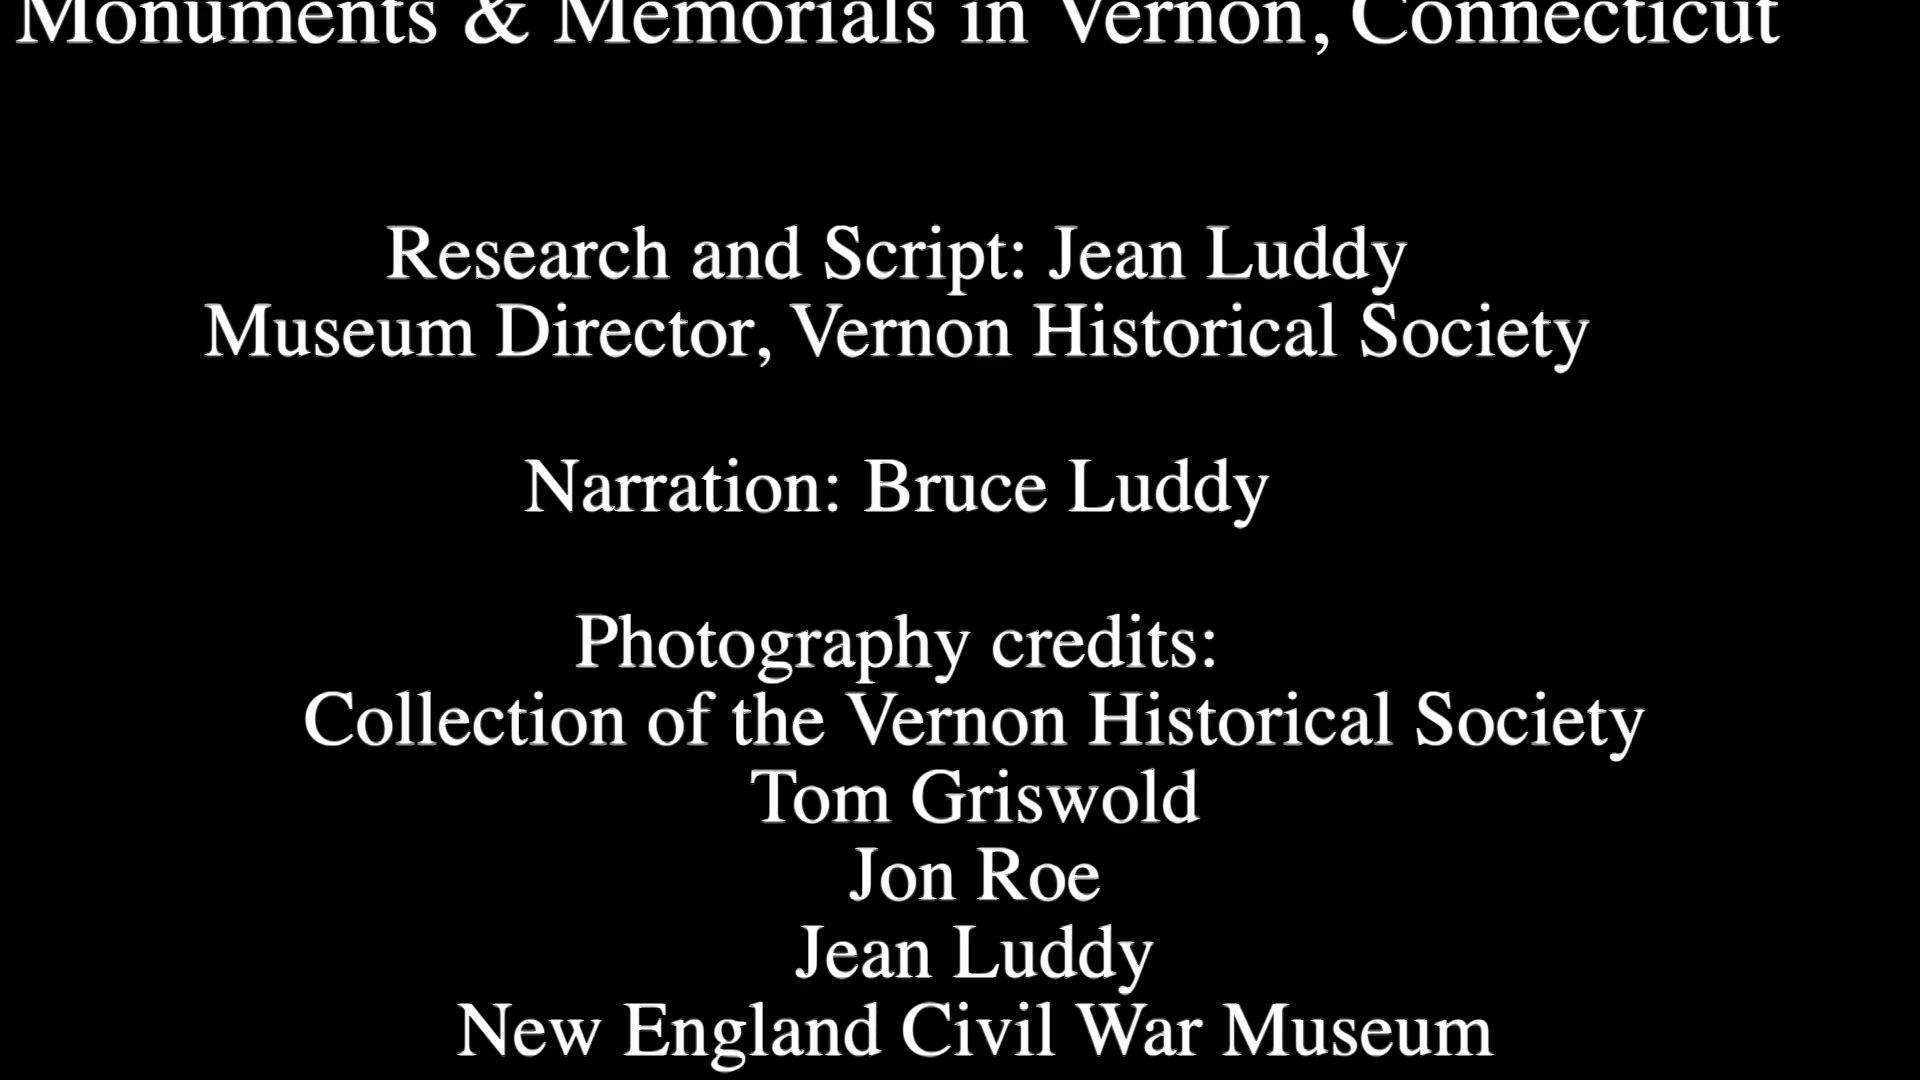 Monuments & Memorials in Vernon, Connecticut
Research and Script: Jean Luddy
Museum Director, Vernon Historical Society
Narration: Bruce Luddy
Photography credits:
Collection of the Vernon Historical Society
Tom Griswold
Jon Roe
Jean Luddy
New England Civil War Museum